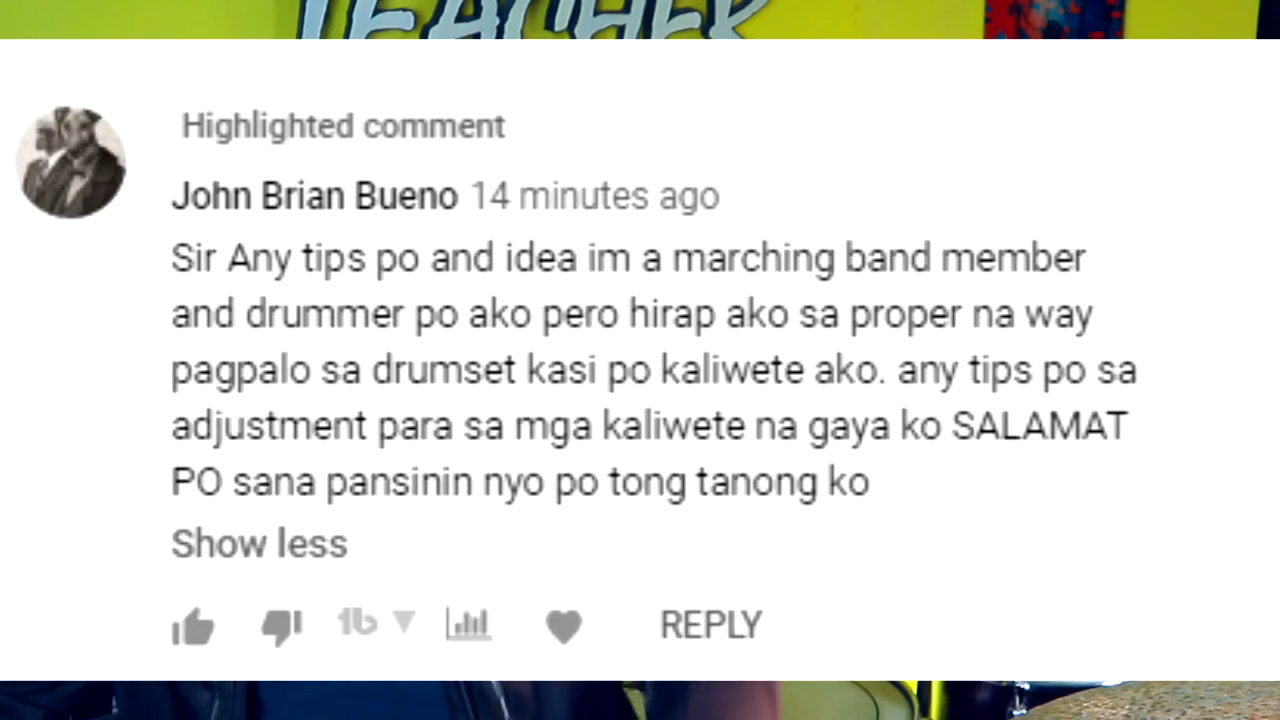 TEACHER
Highlighted comment
John Brian Bueno 14 minutes ago
Sir Any tips po and idea im a marching band member
and drummer po ako pero hirap ako sa proper na way
pagpalo sa drumset kasi po kaliwete ako. any tips po sa
adjustment para sa mga kaliwete na gaya ko SALAMAT
PO sana pansinin nyo po tong tanong ko
Show less
REPLY